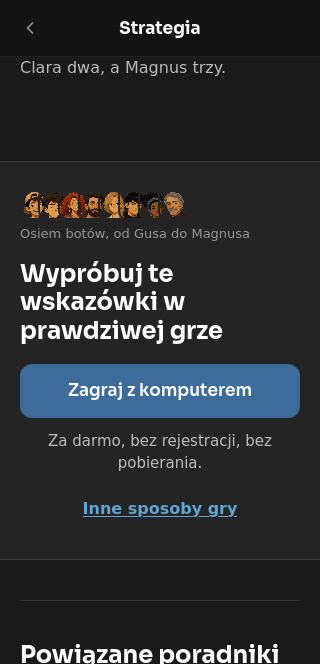 Strategia
Clara dwa, a Magnus trzy.
Osiem botów, od Gusa do Magnusa
Wypróbuj te
wskazówki w
prawdziwej grze
Zagraj z komputerem
Za darmo, bez rejestracji, bez
pobierania.
Inne sposoby gry
Powiązane poradniki